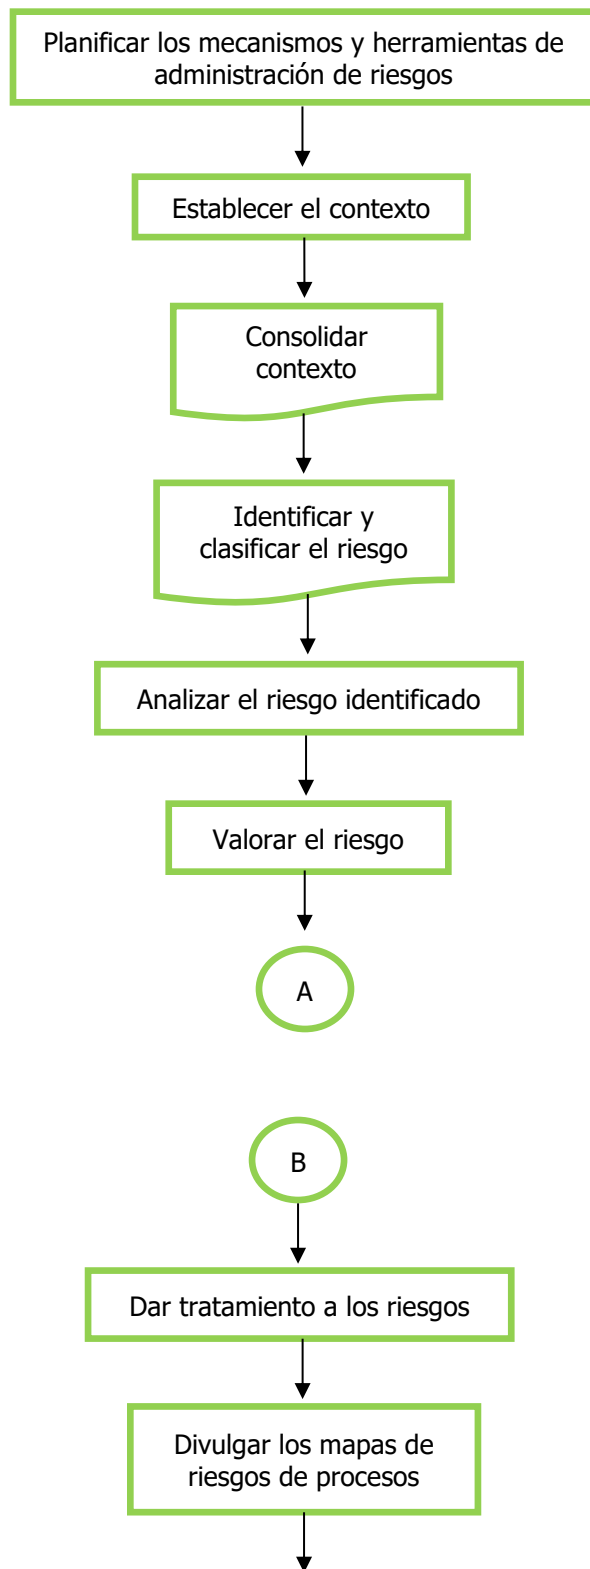 Planificar los mecanismos y herramientas de
administración de riesgos
Establecer el contexto
Consolidar
contexto
Identificar y
clasificar el riesgo
Analizar el riesgo identificado
Valorar el riesgo
A
B
Dar tratamiento a los riesgos
Divulgar los mapas de
riesgos de procesos